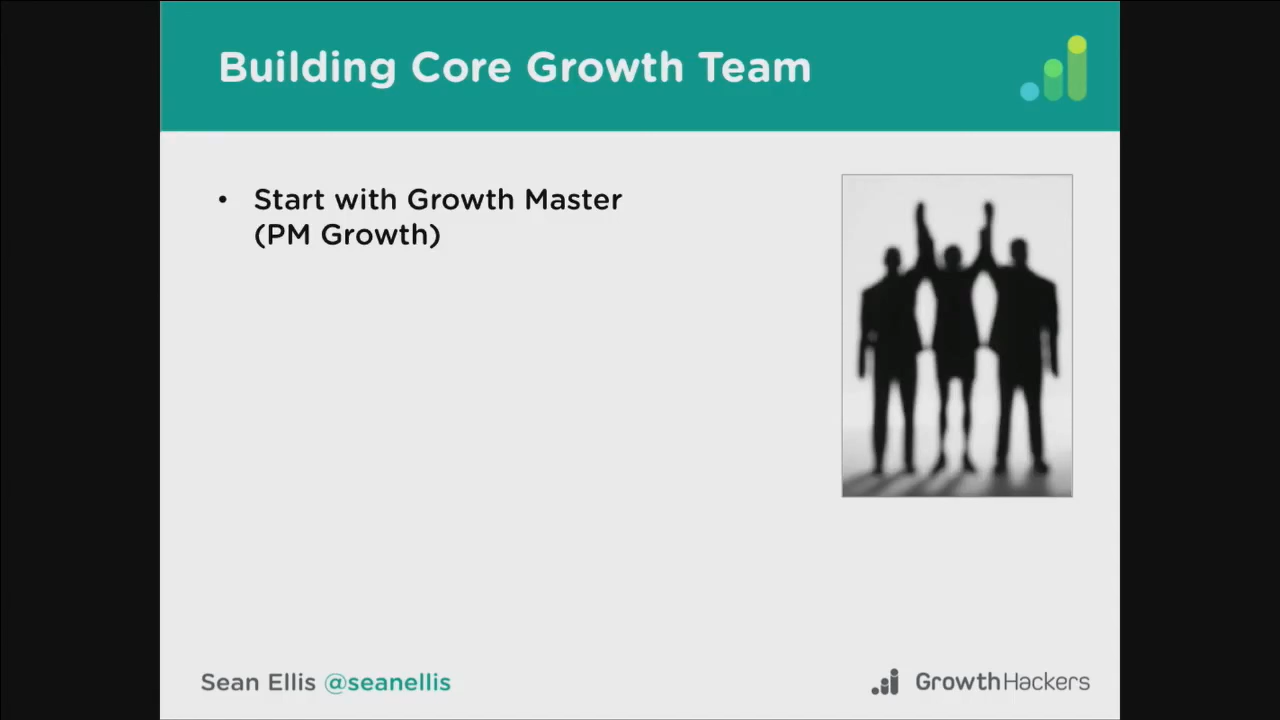 Building Core Growth Team
• Start with Growth Master
(PM Growth)
Sean Ellis @seanellis
GrowthHackers